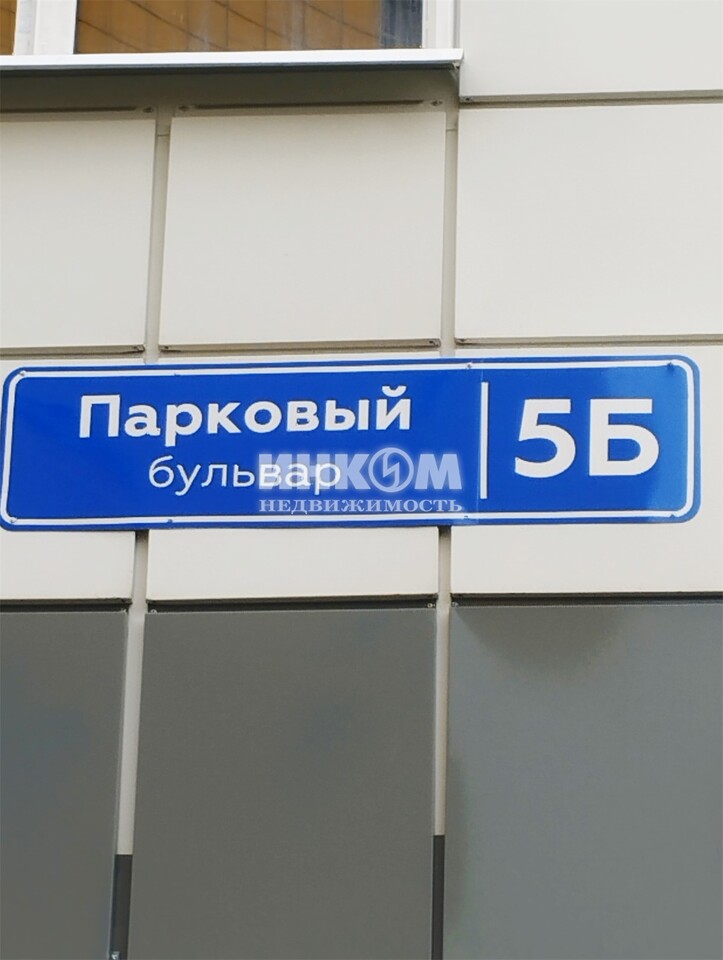 Парковый
бульвар
5Б
ИНКОМ
НЕДВИЖИМОСТЬ